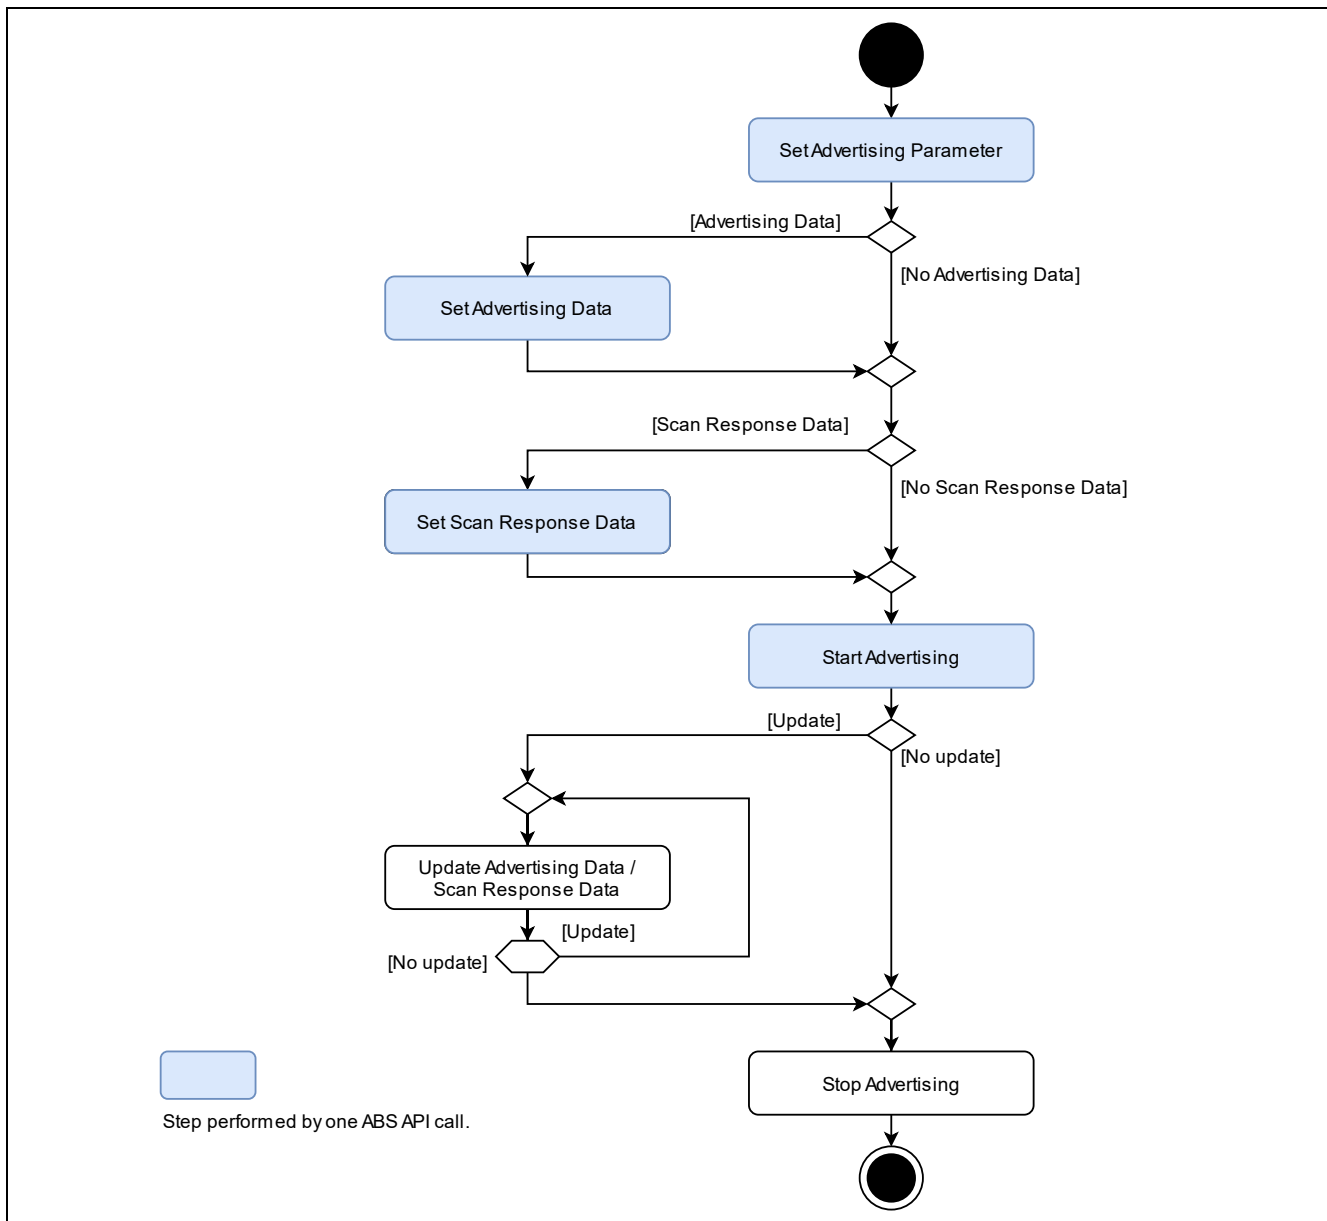 Set Advertising Parameter
[Advertising Data]
[No Advertising Data]
Set Advertising Data
[Scan Response Data]
[No Scan Response Data]
Set Scan Response Data
Start Advertising
[Update]
[No update]
Update Advertising Data /
Scan Response Data
[Update]
[No update]
Stop Advertising
Step performed by one ABS API call.